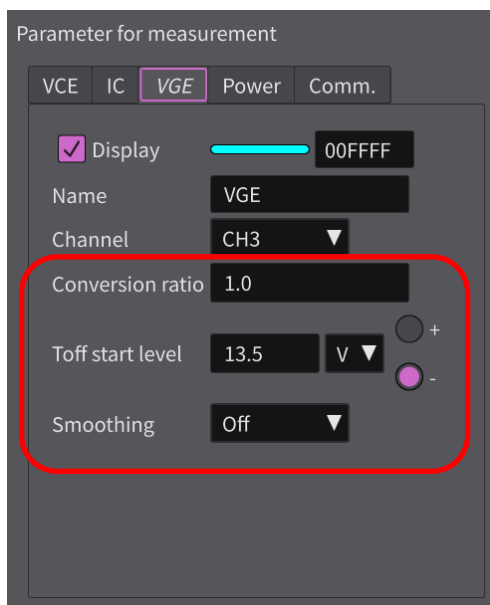 Parameter for measurement
VCE IC VGE Power Comm.
Display 00FFFF
Name VGE
Channel CH3 ▼
Conversion ratio 1.0
+
Toff start level 13.5 V ▼
-
Smoothing Off ▼